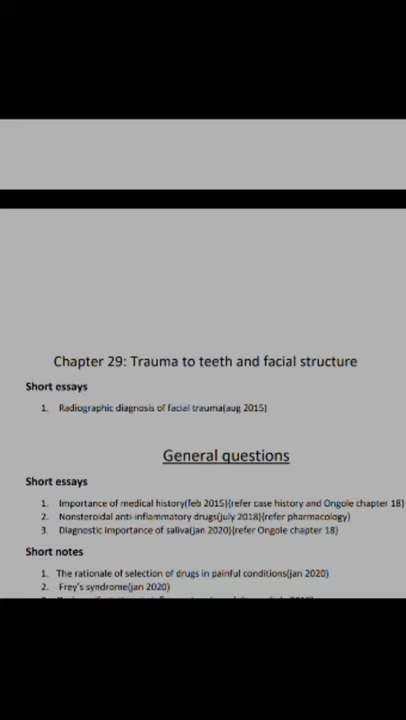 Chapter 29: Trauma to teeth and facial structure
Short essays
1. Radiographic diagnosis of facial trauma(aug 2015)
General questions
Short essays
1. Importance of medical history(feb 2015)(refer case history and Ongole chapter 18)
2. Nonsteroidal anti inflammatory drugs(july 2018)(refer pharmacology)
3. Diagnostic importance of saliva(jan 2020)(refer Ongole chapter 18)
Short notes
1. The rationale of selection of drugs in painful conditions(jan 2020)
2. Frey's syndrome(jan 2020)